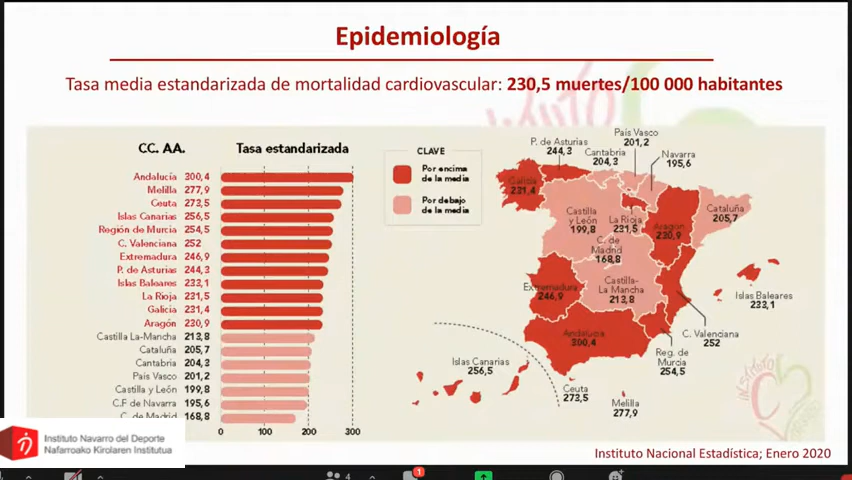 Epidemiología
Tasa media estandarizada de mortalidad cardiovascular: 230,5 muertes/100 000 habitantes
CC. AA. Tasa estandarizada
Andalucía 300,4
Melilla 277,9
Ceuta 273,5
Islas Canarias 256,5
Región de Murcia 254,5
C. Valenciana 252
Extremadura 246,9
P. de Asturias 244,3
Islas Baleares 233,1
La Rioja 231,5
Galicia 231,4
Aragón 230,9
Castilla La-Mancha 213,8
Cataluña 205,7
Cantabria 204,3
País Vasco 201,2
Castilla y León 199,8
C.F de Navarra 195,6
C. de Madrid 168,8
0 100 200 300
CLAVE
Por encima
de la media
Por debajo
de la media
P. de Asturias
244,3
Cantabria
204,3
País Vasco
201,2
Navarra
195,6
Galicia
231,4
Castilla
y León
199,8
La Rioja
231,5
Aragón
230,9
Cataluña
205,7
C. de
Madrid
168,8
Extremadura
246,9
Castilla-
La Mancha
213,8
Islas Baleares
233,1
Andalucía
300,4
C. Valenciana
252
Reg. de
Murcia
254,5
Islas Canarias
256,5
Ceuta
273,5
Melilla
277,9
Instituto Navarro del Deporte
Nafarroako Kirolaren Institutua
Instituto Nacional Estadística; Enero 2020
4
1